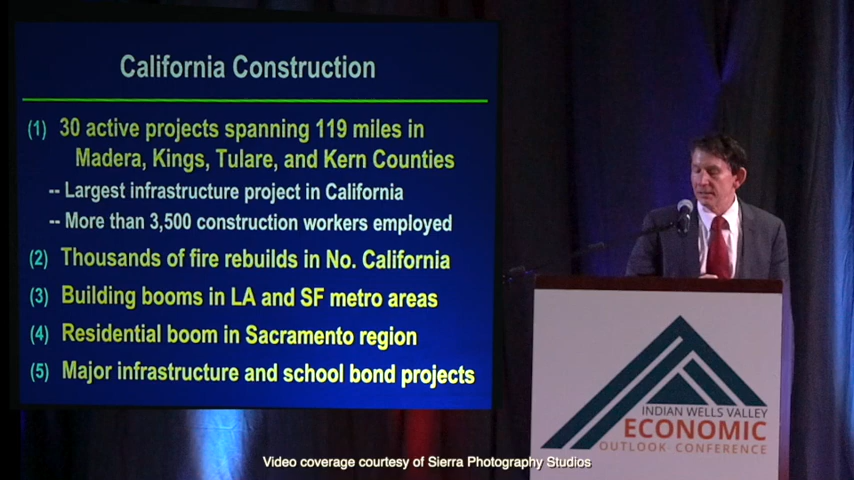 California Construction
(1) 30 active projects spanning 119 miles in
Madera, Kings, Tulare, and Kern Counties
-- Largest infrastructure project in California
-- More than 3,500 construction workers employed
(2) Thousands of fire rebuilds in No. California
(3) Building booms in LA and SF metro areas
(4) Residential boom in Sacramento region
(5) Major infrastructure and school bond projects
INDIAN WELLS VALLEY
ECONOMIC
OUTLOOK · CONFERENCE
Video coverage courtesy of Sierra Photography Studios